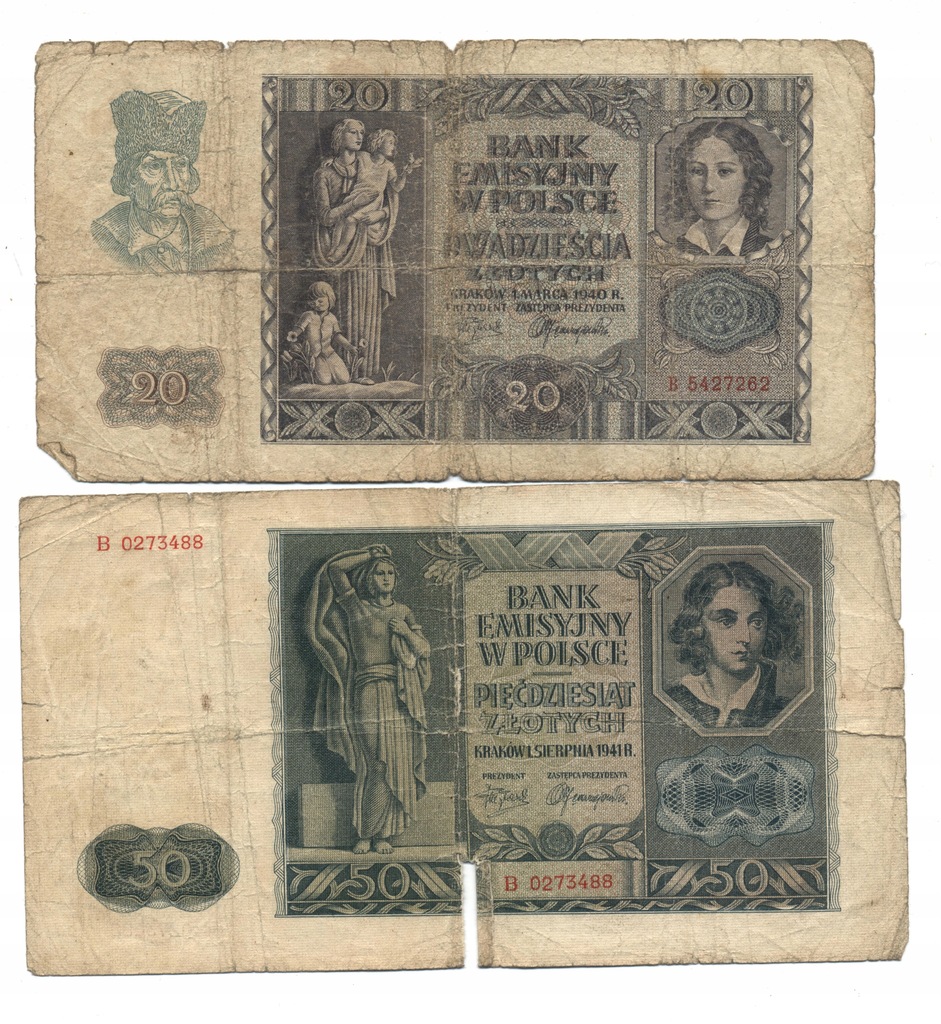 20
20
BANK
EMISYJNY
W POLSCE
DWADZIEŚCIA
ZŁOTYCH
KRAKÓW 1. MARCA 1940 R.
PREZYDENT ZASTĘPCA PREZYDENTA
B 5427262
20
20
B 0273488
BANK
EMISYJNY
W POLSCE
PIĘĆDZIESIĄT
ZŁOTYCH
KRAKÓW 1. SIERPNIA 1941 R.
PREZYDENT ZASTĘPCA PREZYDENTA
50
50
B 0273488
50